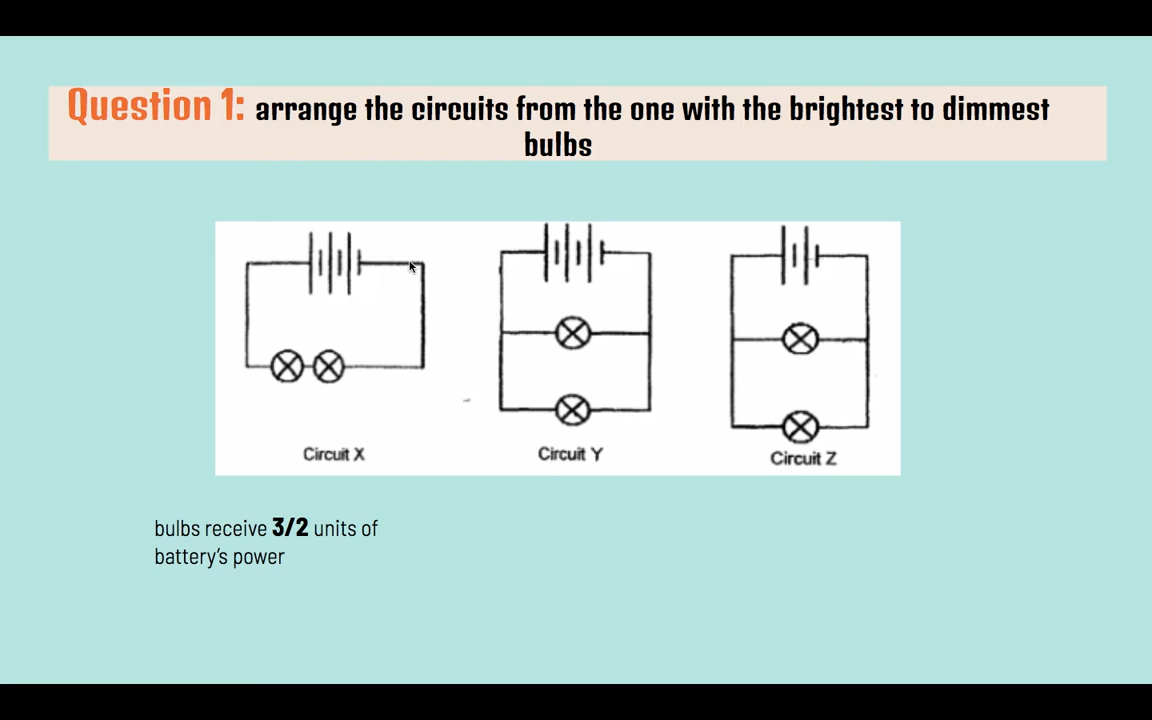 Question 1: arrange the circuits from the one with the brightest to dimmest
bulbs
Circuit X
Circuit Y
Circuit Z
bulbs receive 3/2 units of
battery’s power